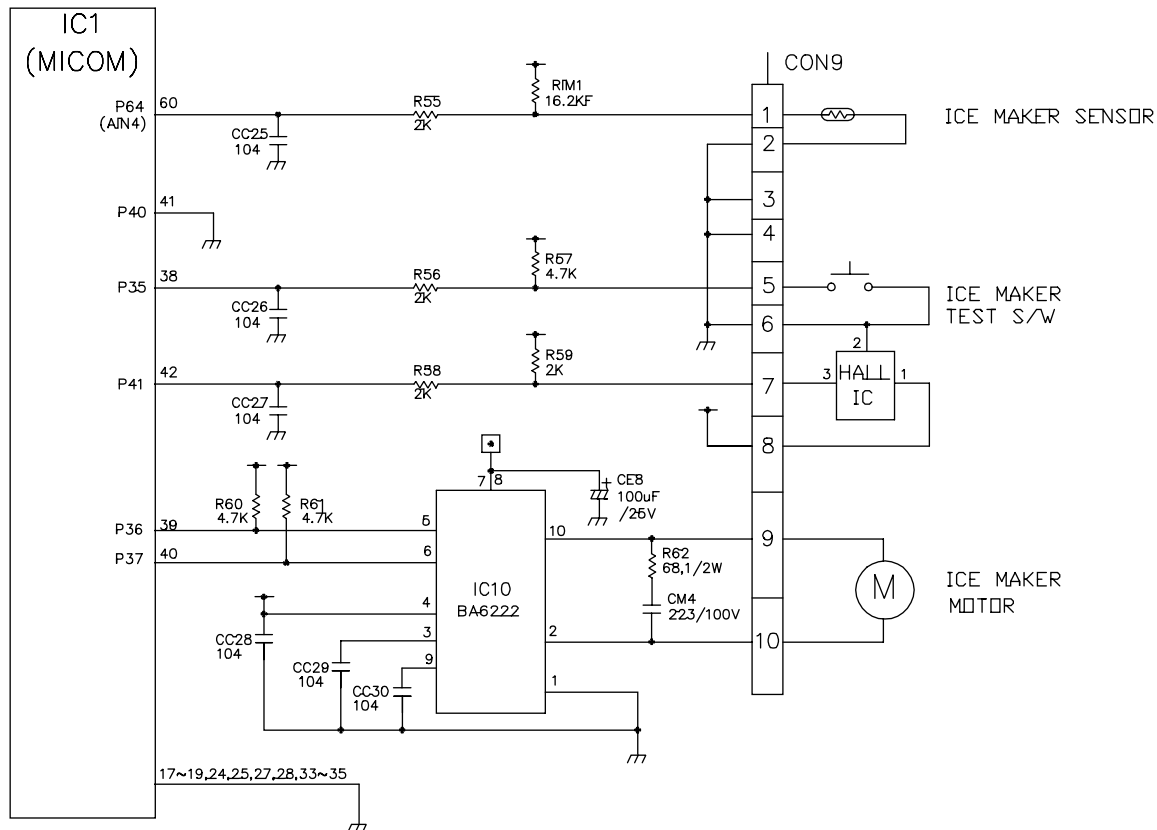 IC1
(MICOM)
CON9
P64
(AIN4)
60
CC25
104
R55
2K
RIM1
16.2KF
1
2
3
4
5
6
7
8
9
10
ICE MAKER SENSOR
P40
41
P35
38
CC26
104
R56
2K
R57
4.7K
ICE MAKER
TEST S/W
P41
42
CC27
104
R58
2K
R59
2K
2
3
HALL
IC
1
7
8
CE8
100uF
/25V
R60
4.7K
R61
4.7K
P36
39
P37
40
5
6
4
3
9
IC10
BA6222
10
2
1
R62
68,1/2W
CM4
223/100V
M
ICE MAKER
MOTOR
CC28
104
CC29
104
CC30
104
17~19,24,25,27,28,33~35